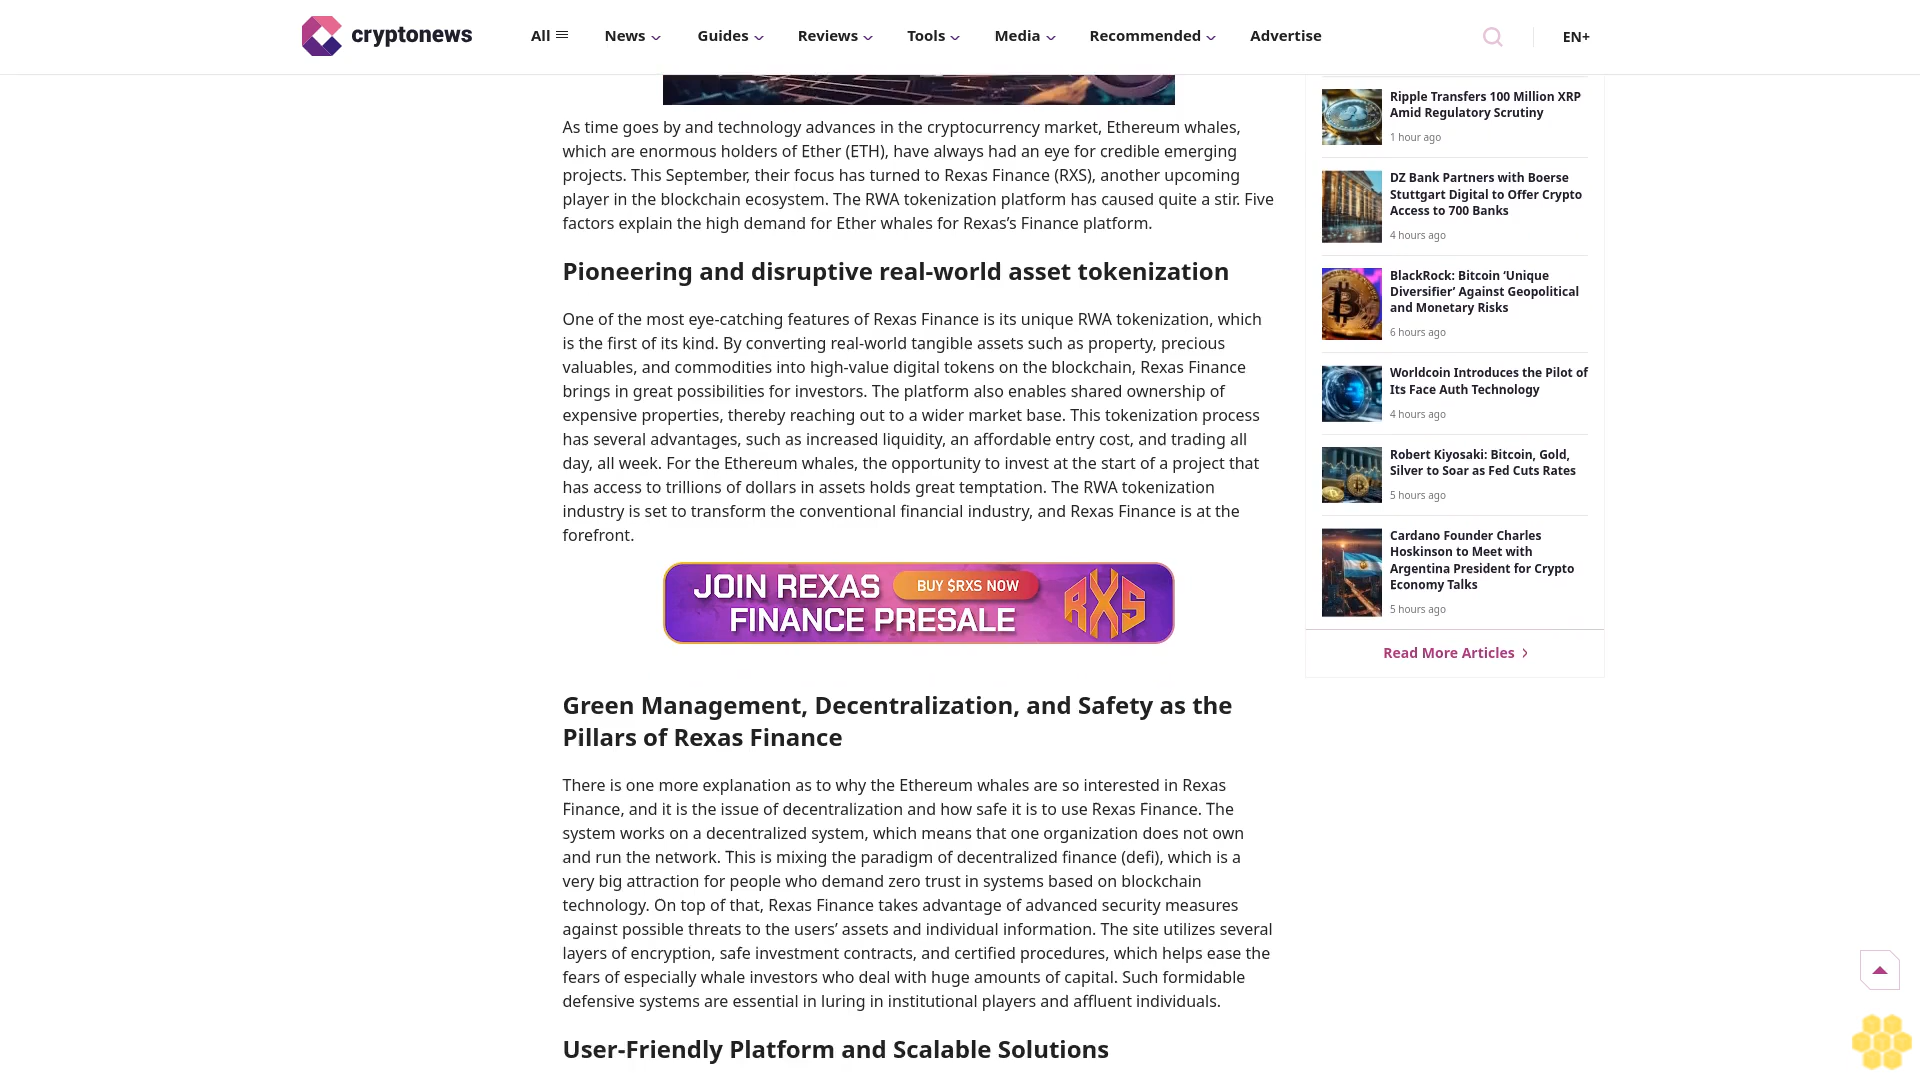 cryptonews
All
News
Guides
Reviews
Tools
Media
Recommended
Advertise
EN+
As time goes by and technology advances in the cryptocurrency market, Ethereum whales,
which are enormous holders of Ether (ETH), have always had an eye for credible emerging
projects. This September, their focus has turned to Rexas Finance (RXS), another upcoming
player in the blockchain ecosystem. The RWA tokenization platform has caused quite a stir. Five
factors explain the high demand for Ether whales for Rexas’s Finance platform.
Pioneering and disruptive real-world asset tokenization
One of the most eye-catching features of Rexas Finance is its unique RWA tokenization, which
is the first of its kind. By converting real-world tangible assets such as property, precious
valuables, and commodities into high-value digital tokens on the blockchain, Rexas Finance
brings in great possibilities for investors. The platform also enables shared ownership of
expensive properties, thereby reaching out to a wider market base. This tokenization process
has several advantages, such as increased liquidity, an affordable entry cost, and trading all
day, all week. For the Ethereum whales, the opportunity to invest at the start of a project that
has access to trillions of dollars in assets holds great temptation. The RWA tokenization
industry is set to transform the conventional financial industry, and Rexas Finance is at the
forefront.
JOIN REXAS
BUY $RXS NOW
FINANCE PRESALE
RXS
Green Management, Decentralization, and Safety as the
Pillars of Rexas Finance
There is one more explanation as to why the Ethereum whales are so interested in Rexas
Finance, and it is the issue of decentralization and how safe it is to use Rexas Finance. The
system works on a decentralized system, which means that one organization does not own
and run the network. This is mixing the paradigm of decentralized finance (defi), which is a
very big attraction for people who demand zero trust in systems based on blockchain
technology. On top of that, Rexas Finance takes advantage of advanced security measures
against possible threats to the users’ assets and individual information. The site utilizes several
layers of encryption, safe investment contracts, and certified procedures, which helps ease the
fears of especially whale investors who deal with huge amounts of capital. Such formidable
defensive systems are essential in luring in institutional players and affluent individuals.
User-Friendly Platform and Scalable Solutions
Ripple Transfers 100 Million XRP
Amid Regulatory Scrutiny
1 hour ago
DZ Bank Partners with Boerse
Stuttgart Digital to Offer Crypto
Access to 700 Banks
4 hours ago
BlackRock: Bitcoin ‘Unique
Diversifier’ Against Geopolitical
and Monetary Risks
6 hours ago
Worldcoin Introduces the Pilot of
Its Face Auth Technology
4 hours ago
Robert Kiyosaki: Bitcoin, Gold,
Silver to Soar as Fed Cuts Rates
5 hours ago
Cardano Founder Charles
Hoskinson to Meet with
Argentina President for Crypto
Economy Talks
5 hours ago
Read More Articles